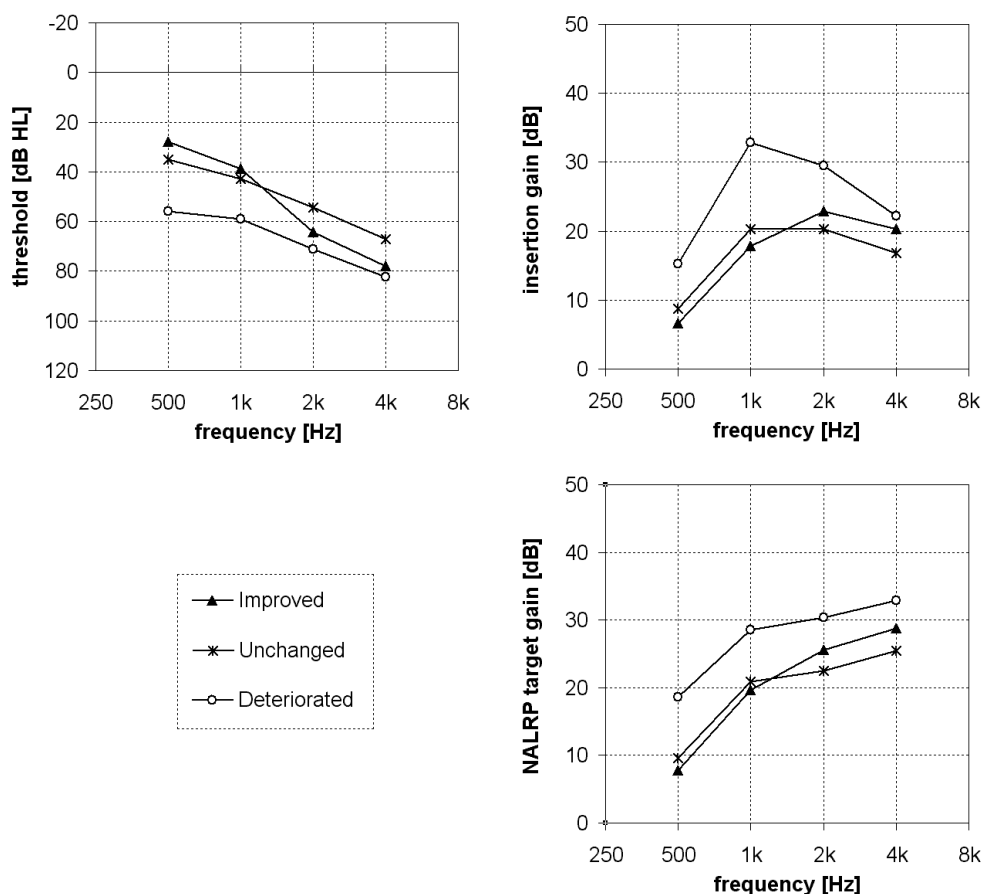 -20
0
20
40
60
80
100
120
threshold [dB HL]
250 500 1k 2k 4k 8k
frequency [Hz]
50
40
30
20
10
0
insertion gain [dB]
250 500 1k 2k 4k 8k
frequency [Hz]
Improved
Unchanged
Deteriorated
50
40
30
20
10
0
NALRP target gain [dB]
250 500 1k 2k 4k 8k
frequency [Hz]